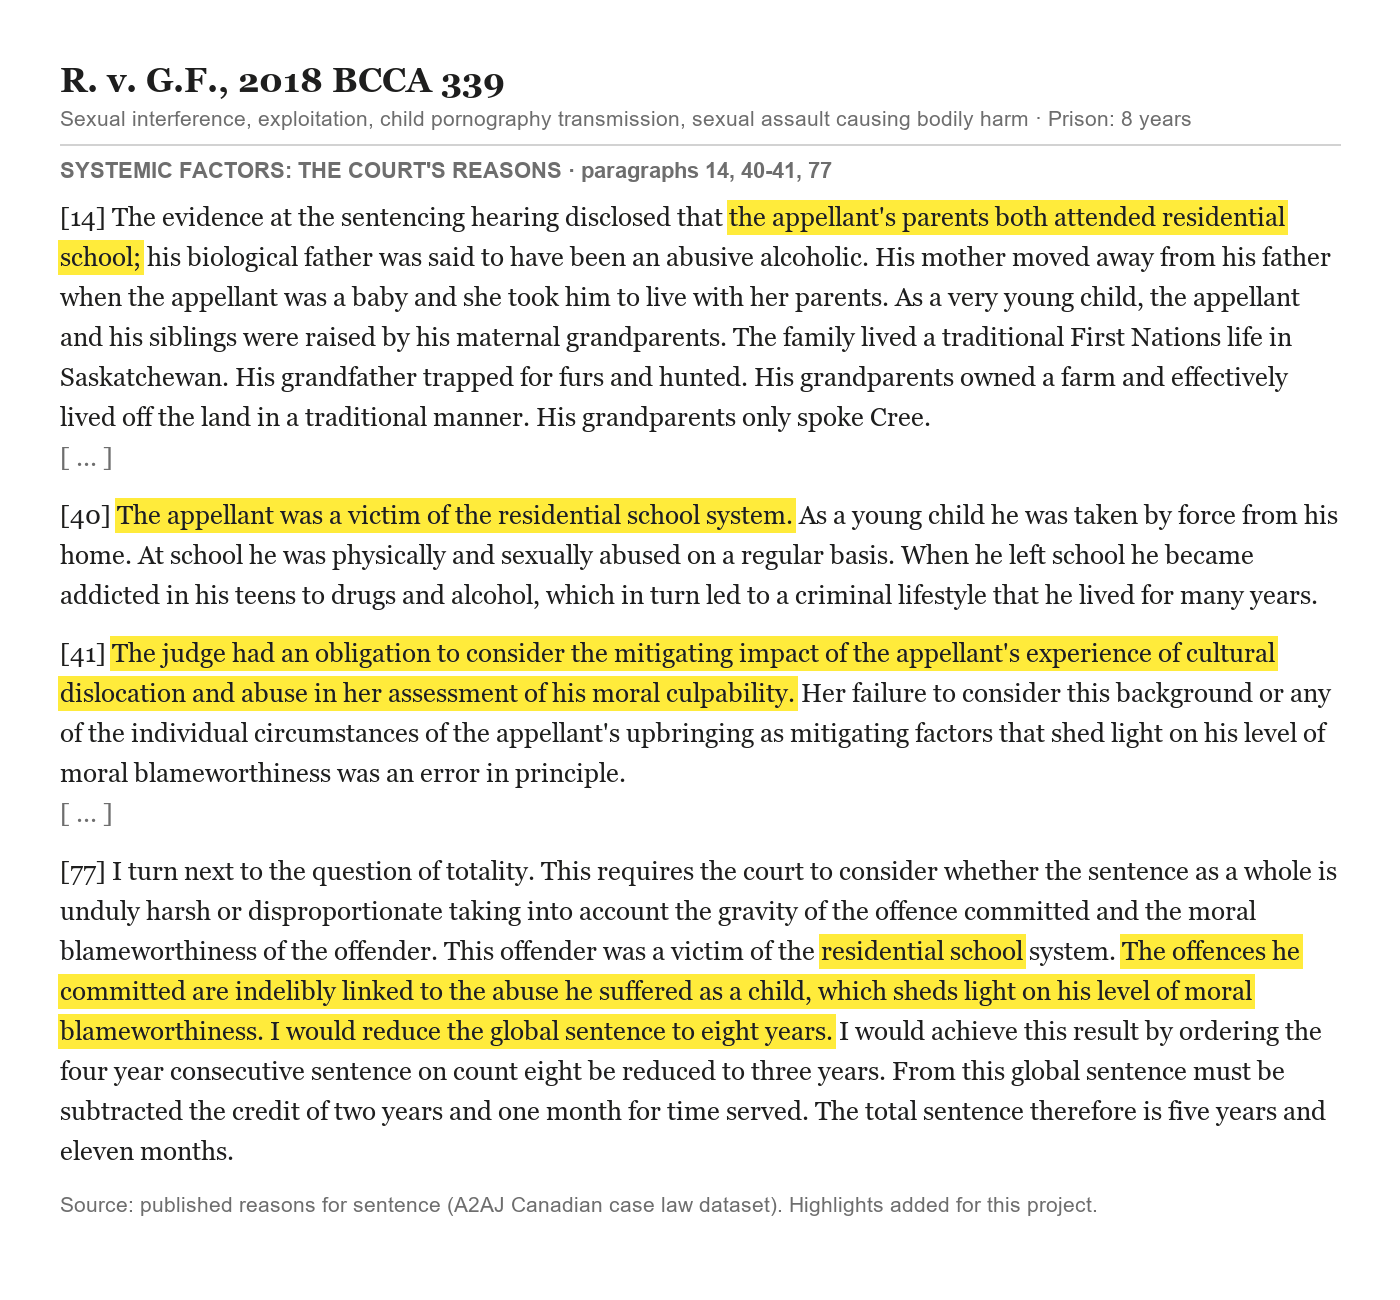 R. v. G.F., 2018 BCCA 339
Sexual interference, exploitation, child pornography transmission, sexual assault causing bodily harm · Prison: 8 years
SYSTEMIC FACTORS: THE COURT'S REASONS · paragraphs 14, 40-41, 77
[14] The evidence at the sentencing hearing disclosed that the appellant's parents both attended residential
school; his biological father was said to have been an abusive alcoholic. His mother moved away from his father
when the appellant was a baby and she took him to live with her parents. As a very young child, the appellant
and his siblings were raised by his maternal grandparents. The family lived a traditional First Nations life in
Saskatchewan. His grandfather trapped for furs and hunted. His grandparents owned a farm and effectively
lived off the land in a traditional manner. His grandparents only spoke Cree.
[ ... ]
[40] The appellant was a victim of the residential school system. As a young child he was taken by force from his
home. At school he was physically and sexually abused on a regular basis. When he left school he became
addicted in his teens to drugs and alcohol, which in turn led to a criminal lifestyle that he lived for many years.
[41] The judge had an obligation to consider the mitigating impact of the appellant's experience of cultural
dislocation and abuse in her assessment of his moral culpability. Her failure to consider this background or any
of the individual circumstances of the appellant's upbringing as mitigating factors that shed light on his level of
moral blameworthiness was an error in principle.
[ ... ]
[77] I turn next to the question of totality. This requires the court to consider whether the sentence as a whole is
unduly harsh or disproportionate taking into account the gravity of the offence committed and the moral
blameworthiness of the offender. This offender was a victim of the residential school system. The offences he
committed are indelibly linked to the abuse he suffered as a child, which sheds light on his level of moral
blameworthiness. I would reduce the global sentence to eight years. I would achieve this result by ordering the
four year consecutive sentence on count eight be reduced to three years. From this global sentence must be
subtracted the credit of two years and one month for time served. The total sentence therefore is five years and
eleven months.
Source: published reasons for sentence (A2AJ Canadian case law dataset). Highlights added for this project.